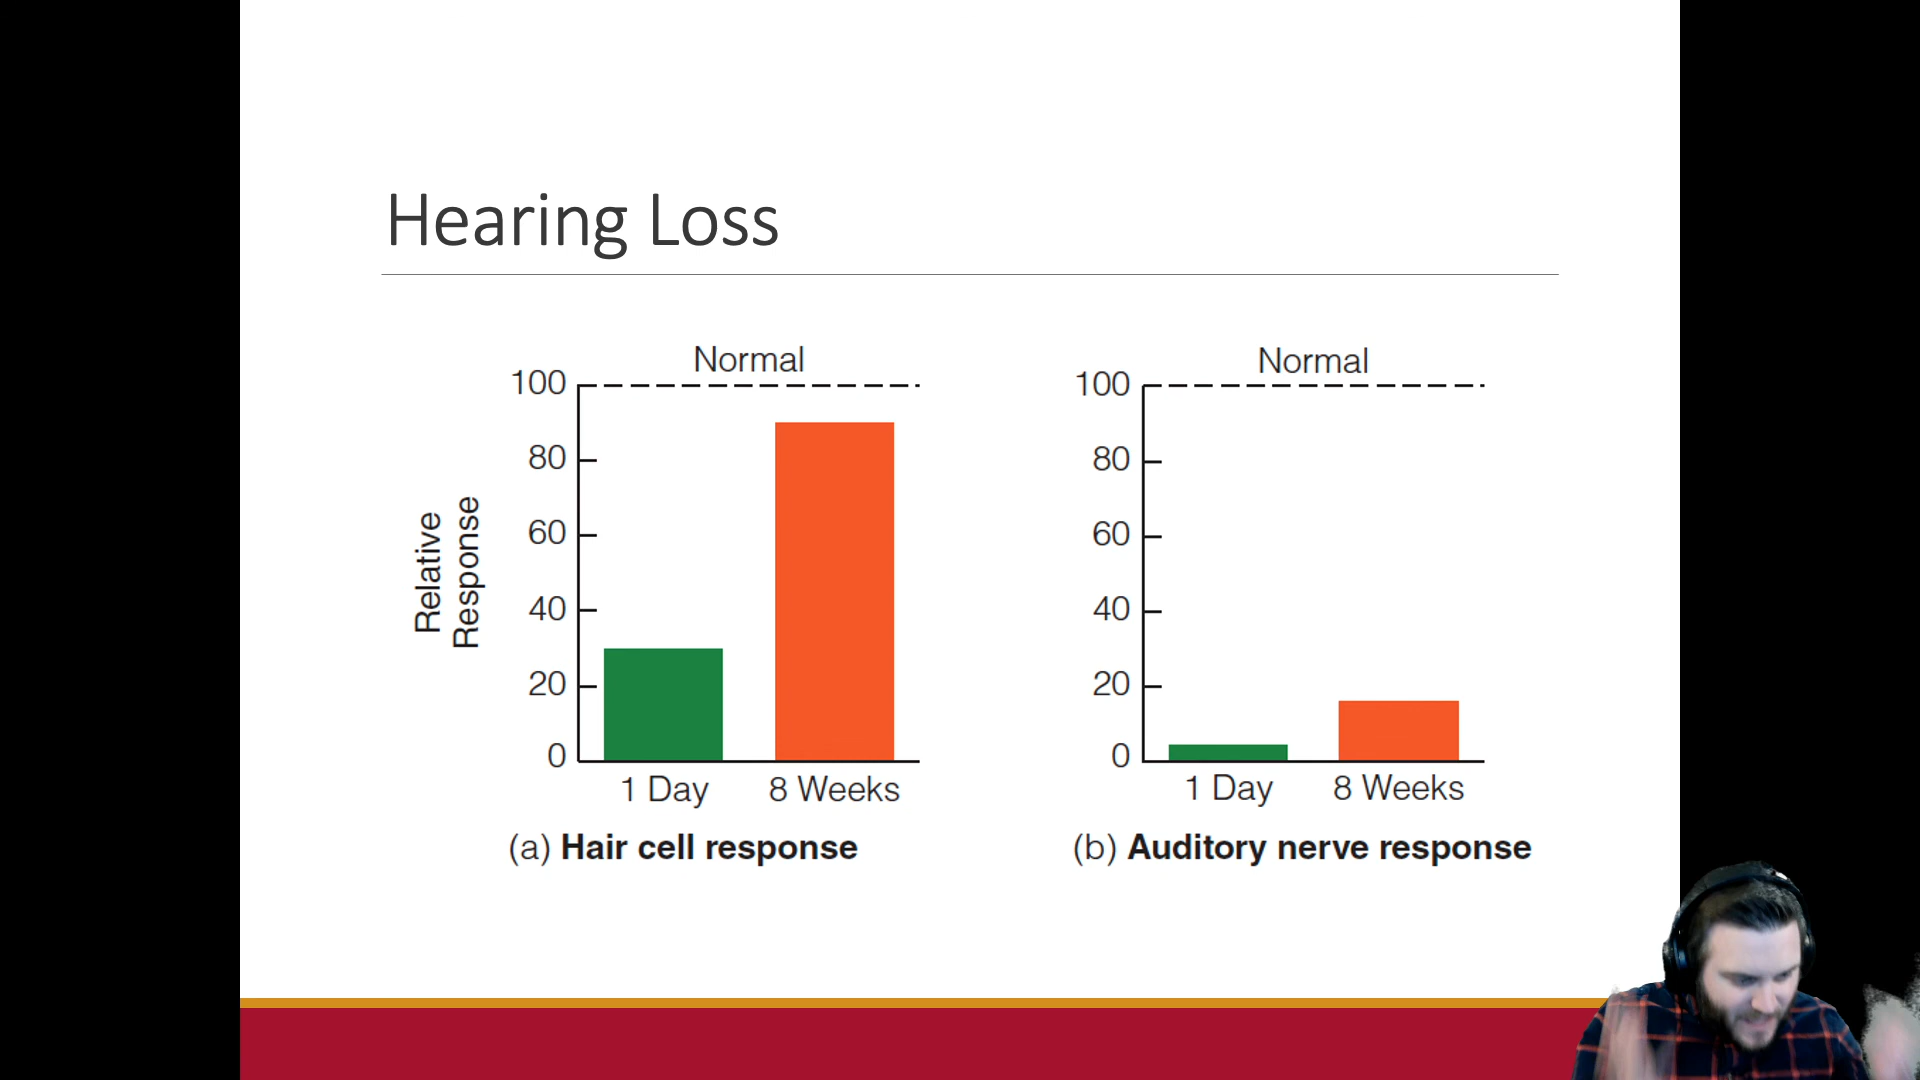 Hearing Loss
Relative
Response
Normal
100
80
60
40
20
0
1 Day
8 Weeks
(a) Hair cell response
Normal
100
80
60
40
20
0
1 Day
8 Weeks
(b) Auditory nerve response